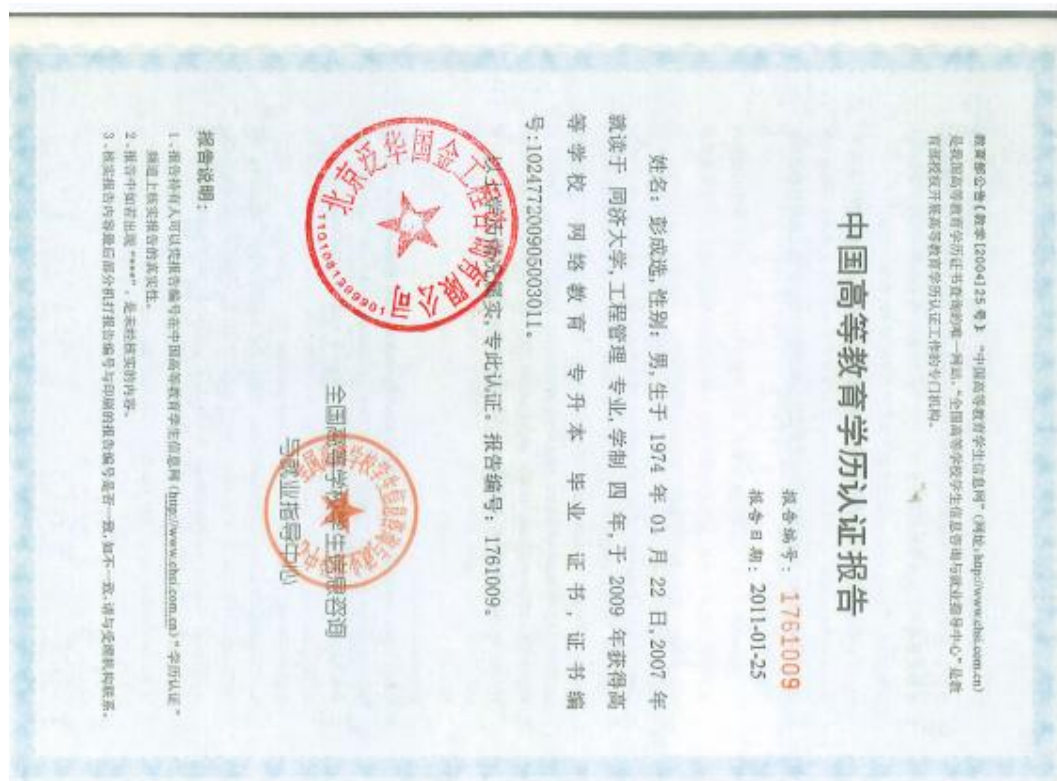 教育部公告(教学[2004]25号)："中国高等教育学生信息网"(网址:http://www.chsi.com.cn)
是我国高等教育学历证书查询的唯一网站。"全国高等学校学生信息咨询与就业指导中心"是教
育部授权开展高等教育学历认证工作的专门机构。
中国高等教育学历认证报告
报告编号：1761009
报告日期：2011-01-25
姓名：彭成选,性别：男,生于 1974 年 01 月 22 日,2007 年
就读于 同济大学,工程管理 专业,学制 四 年,于 2009 年获得高
等学校 网络教育 专升本 毕业 证书,证书编
号:102477200905003011。
实,专此认证。报告编号：1761009。
北京泛华国金工程咨询有限公司
全国高等学校学生信息咨询
与就业指导中心
报告说明：
1、报告持有人可以凭报告编号在中国高等教育学生信息网(http://www.chsi.com.cn)"学历认证"
频道上核实报告的真实性。
2、报告中如若出现"***"，是未经核实的内容。
3、核实报告内容最后部分机打报告编号与印刷的报告编号是否一致,如不一致,请与受理机构联系。